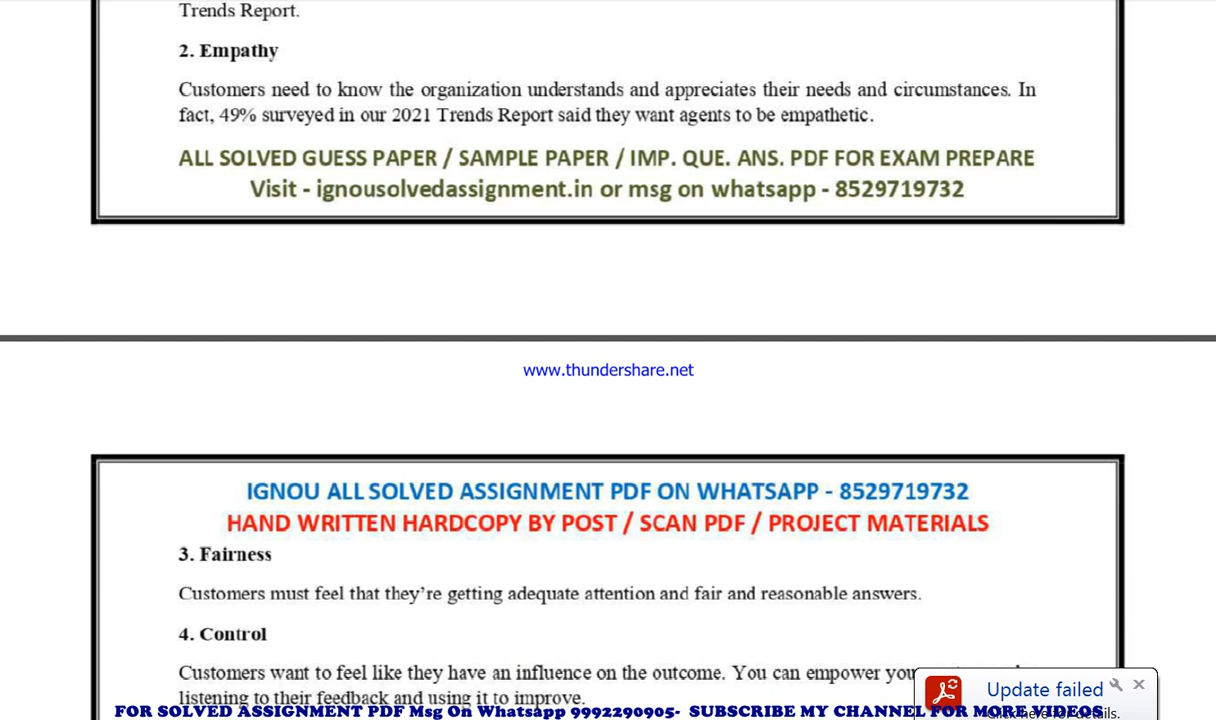 Trends Report.
2. Empathy
Customers need to know the organization understands and appreciates their needs and circumstances. In
fact, 49% surveyed in our 2021 Trends Report said they want agents to be empathetic.
ALL SOLVED GUESS PAPER / SAMPLE PAPER / IMP. QUE. ANS. PDF FOR EXAM PREPARE
Visit - ignousolvedassignment.in or msg on whatsapp - 8529719732
www.thundershare.net
IGNOU ALL SOLVED ASSIGNMENT PDF ON WHATSAPP - 8529719732
HAND WRITTEN HARDCOPY BY POST / SCAN PDF / PROJECT MATERIALS
3. Fairness
Customers must feel that they're getting adequate attention and fair and reasonable answers.
4. Control
Customers want to feel like they have an influence on the outcome. You can empower
listening to their feedback and using it to improve.
Update failed
FOR SOLVED ASSIGNMENT PDF Msg On Whatsapp 9992290905- SUBSCRIBE MY CHANNEL FOR MORE VIDEOS